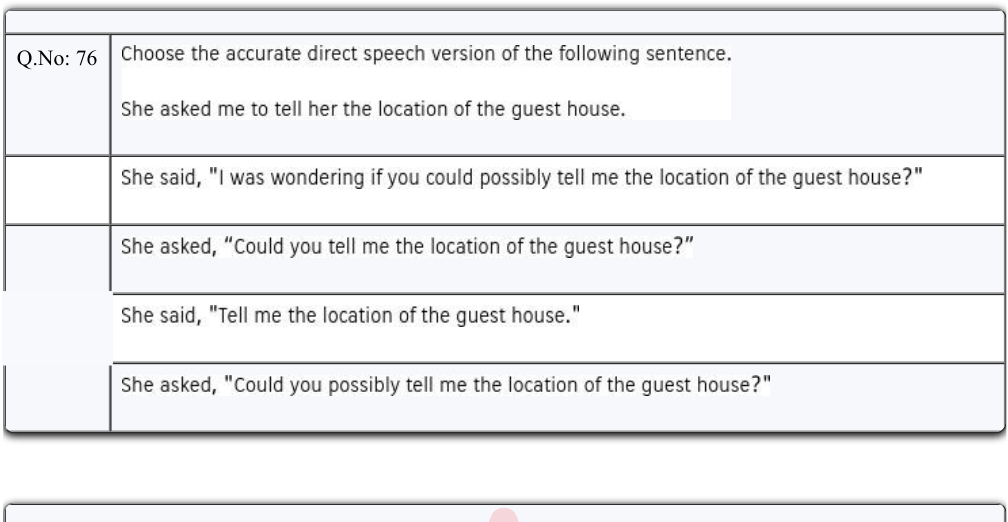 Q.No: 76
Choose the accurate direct speech version of the following sentence.
She asked me to tell her the location of the guest house.
She said, "I was wondering if you could possibly tell me the location of the guest house?"
She asked, “Could you tell me the location of the guest house?”
She said, "Tell me the location of the guest house."
She asked, "Could you possibly tell me the location of the guest house?"